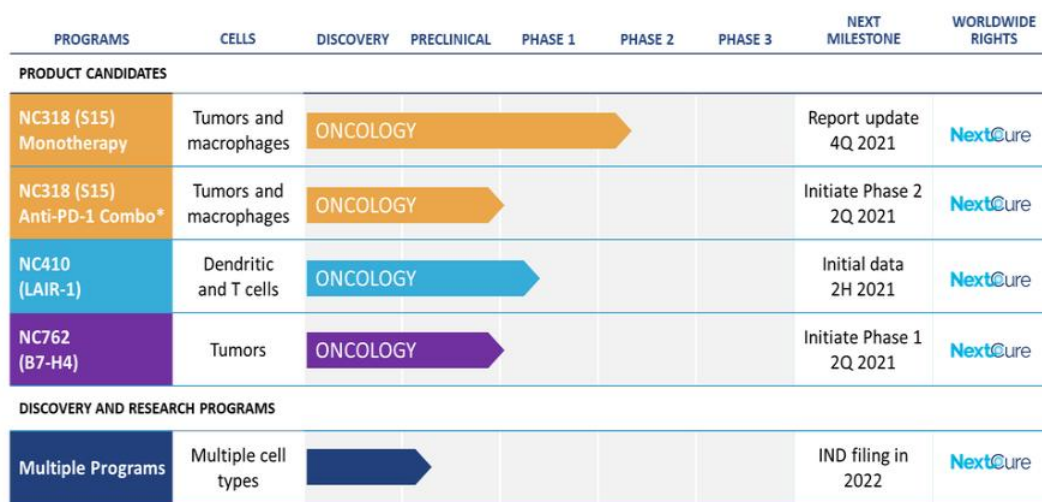 PROGRAMS CELLS DISCOVERY PRECLINICAL PHASE 1 PHASE 2 PHASE 3 NEXT MILESTONE WORLDWIDE RIGHTS
PRODUCT CANDIDATES
NC318 (S15) Monotherapy
Tumors and macrophages
ONCOLOGY
Report update 4Q 2021
NextCure
NC318 (S15) Anti-PD-1 Combo*
Tumors and macrophages
ONCOLOGY
Initiate Phase 2 2Q 2021
NextCure
NC410 (LAIR-1)
Dendritic and T cells
ONCOLOGY
Initial data 2H 2021
NextCure
NC762 (B7-H4)
Tumors
ONCOLOGY
Initiate Phase 1 2Q 2021
NextCure
DISCOVERY AND RESEARCH PROGRAMS
Multiple Programs
Multiple cell types
IND filing in 2022
NextCure